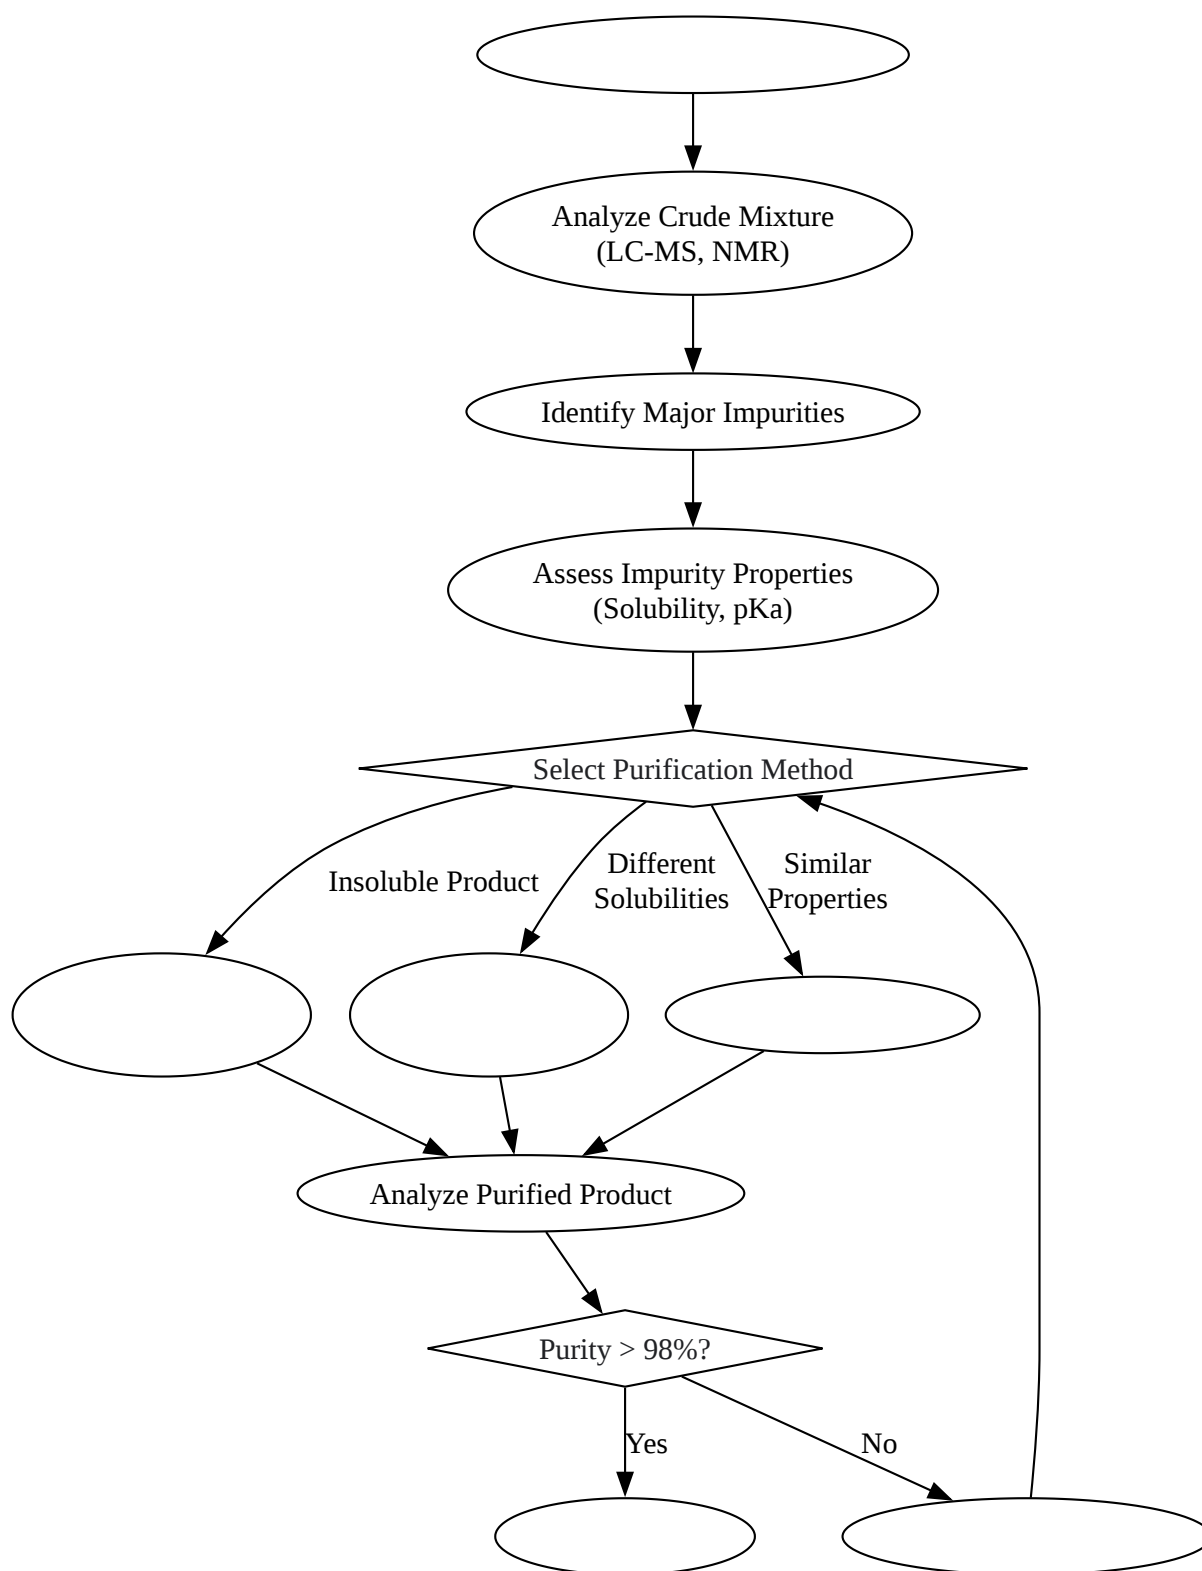 Analyze Crude Mixture
(LC-MS, NMR)
Identify Major Impurities
Assess Impurity Properties
(Solubility, pKa)
Select Purification Method
Insoluble Product
Different
Solubilities
Similar
Properties
Analyze Purified Product
Purity > 98%?
Yes
No